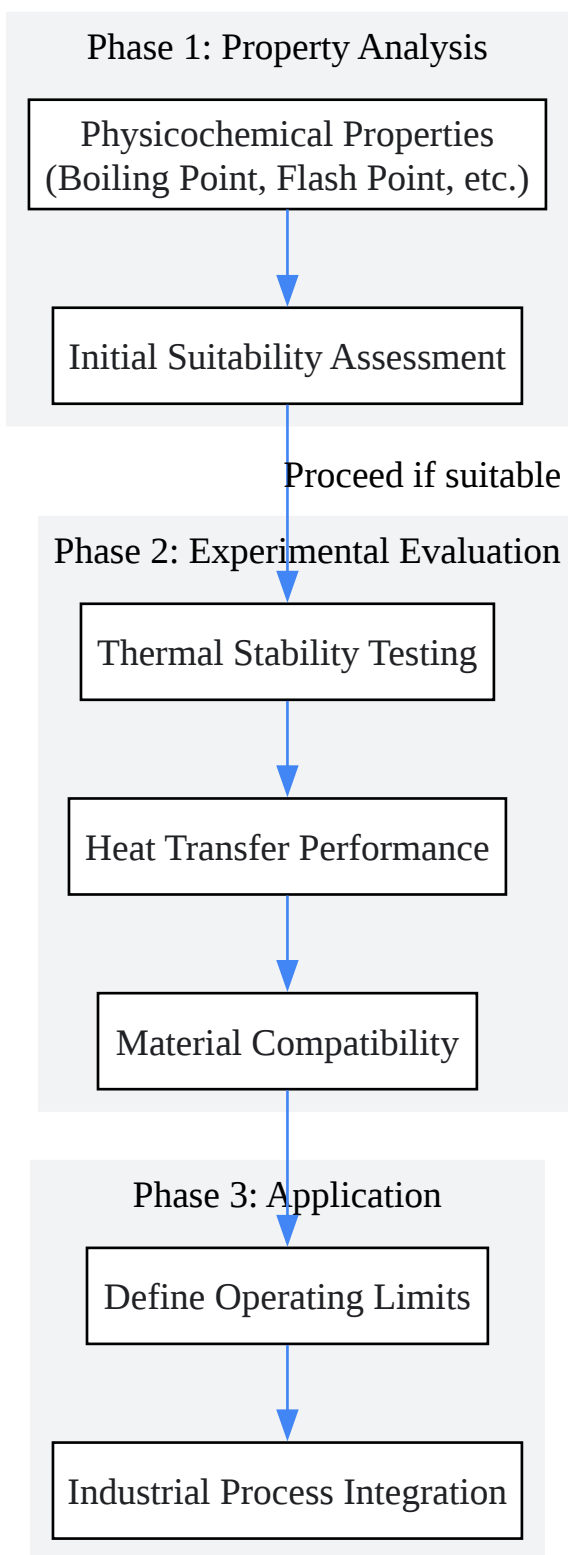 Phase 1: Property Analysis
Physicochemical Properties
(Boiling Point, Flash Point, etc.)
Initial Suitability Assessment
Proceed if suitable
Phase 2: Experimental Evaluation
Thermal Stability Testing
Heat Transfer Performance
Material Compatibility
Phase 3: Application
Define Operating Limits
Industrial Process Integration